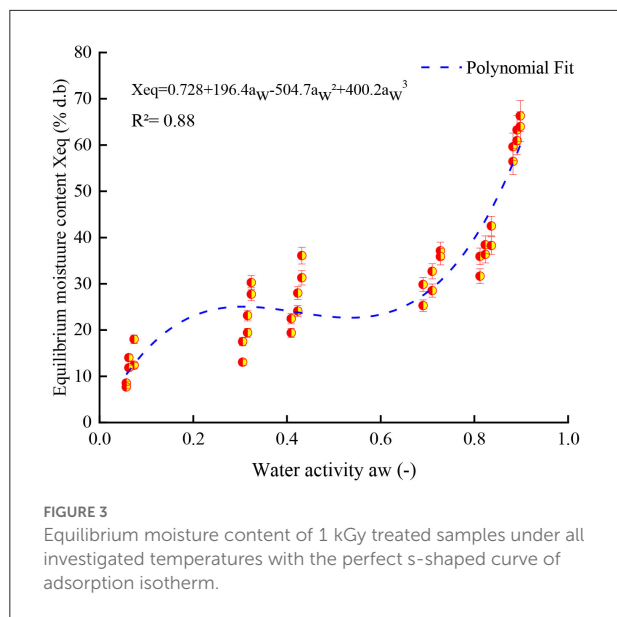 80
70
60
50
40
30
20
10
0
Equilibrium moistuure content Xeq (% d.b)
Polynomial Fit
Xeq=0.728+196.4aw-504.7aw²+400.2aw³
R²= 0.88
0.0 0.2 0.4 0.6 0.8 1.0
Water activity aw (-)
FIGURE 3
Equilibrium moisture content of 1 kGy treated samples under all
investigated temperatures with the perfect s-shaped curve of
adsorption isotherm.